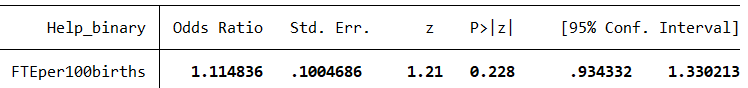 Help_binary Odds Ratio Std. Err. z P>|z| [95% Conf. Interval]
FTEper100births 1.114836 .1004686 1.21 0.228 .934332 1.330213